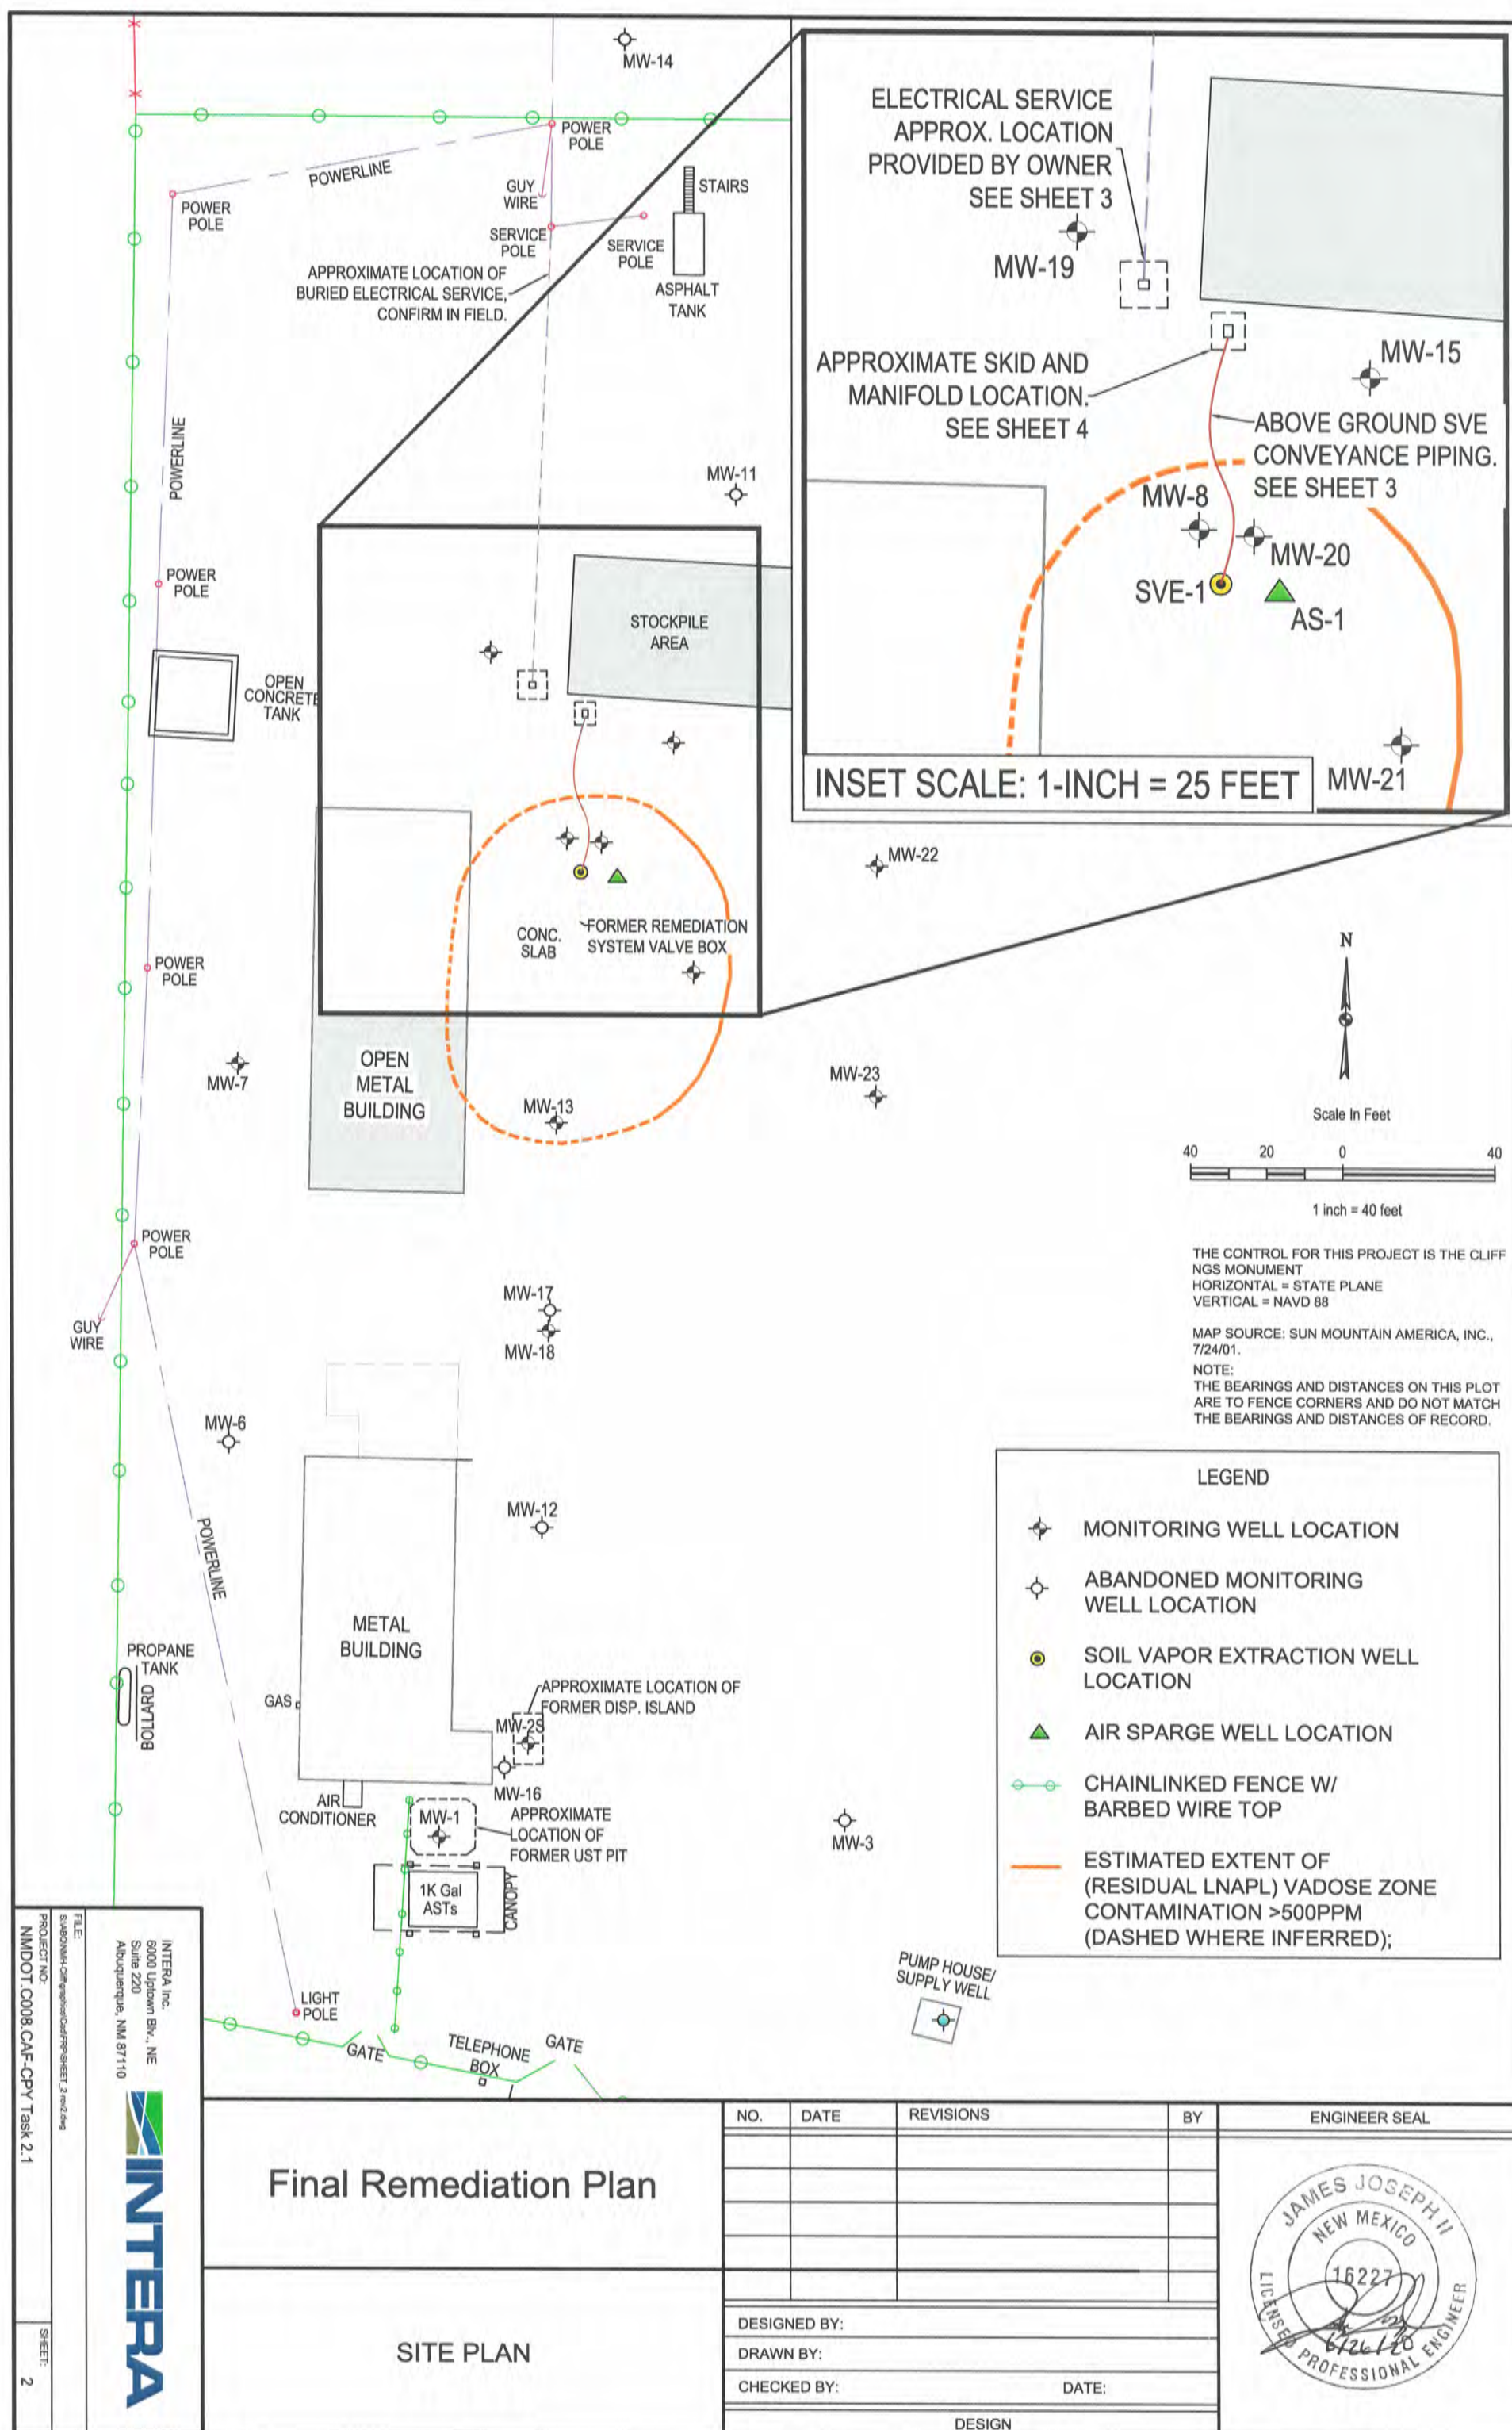 MW-14
POWER
POLE
POWERLINE
POWER
POLE
GUY
WIRE
STAIRS
SERVICE
POLE
SERVICE
POLE
ASPHALT
TANK
APPROXIMATE LOCATION OF
BURIED ELECTRICAL SERVICE,
CONFIRM IN FIELD.
POWERLINE
MW-11
POWER
POLE
STOCKPILE
AREA
OPEN
CONCRETE
TANK
ELECTRICAL SERVICE
APPROX. LOCATION
PROVIDED BY OWNER
SEE SHEET 3
MW-19
APPROXIMATE SKID AND
MANIFOLD LOCATION.
SEE SHEET 4
MW-15
ABOVE GROUND SVE
CONVEYANCE PIPING.
SEE SHEET 3
MW-8
MW-20
SVE-1
AS-1
INSET SCALE: 1-INCH = 25 FEET
MW-21
MW-22
FORMER REMEDIATION
SYSTEM VALVE BOX
CONC.
SLAB
POWER
POLE
N
OPEN
METAL
BUILDING
MW-7
MW-13
MW-23
Scale In Feet
40 20 0 40
1 inch = 40 feet
POWER
POLE
GUY
WIRE
THE CONTROL FOR THIS PROJECT IS THE CLIFF
NGS MONUMENT
HORIZONTAL = STATE PLANE
VERTICAL = NAVD 88
MAP SOURCE: SUN MOUNTAIN AMERICA, INC.,
7/24/01.
NOTE:
THE BEARINGS AND DISTANCES ON THIS PLOT
ARE TO FENCE CORNERS AND DO NOT MATCH
THE BEARINGS AND DISTANCES OF RECORD.
MW-17
MW-18
MW-6
MW-12
POWERLINE
METAL
BUILDING
PROPANE
TANK
BOLLARD
GAS
APPROXIMATE LOCATION OF
FORMER DISP. ISLAND
MW-2S
MW-16
AIR
CONDITIONER
MW-1
APPROXIMATE
LOCATION OF
FORMER UST PIT
MW-3
1K Gal
ASTs
CANOPY
LEGEND
MONITORING WELL LOCATION
ABANDONED MONITORING
WELL LOCATION
SOIL VAPOR EXTRACTION WELL
LOCATION
AIR SPARGE WELL LOCATION
CHAINLINKED FENCE W/
BARBED WIRE TOP
ESTIMATED EXTENT OF
(RESIDUAL LNAPL) VADOSE ZONE
CONTAMINATION >500PPM
(DASHED WHERE INFERRED);
PUMP HOUSE/
SUPPLY WELL
LIGHT
POLE
GATE
TELEPHONE
BOX
GATE
INTERA Inc.
6000 Uptown Blv., NE
Suite 220
Albuquerque, NM 87110
INTERA
FILE:
PROJECT NO:
NMDOT.C008.CAF-CPY Task 2.1
SHEET:
2
Final Remediation Plan
SITE PLAN
NO. DATE REVISIONS BY
DESIGNED BY:
DRAWN BY:
CHECKED BY: DATE:
DESIGN
ENGINEER SEAL
JAMES JOSEPH II
NEW MEXICO
16227
6/26/20
LICENSED PROFESSIONAL ENGINEER